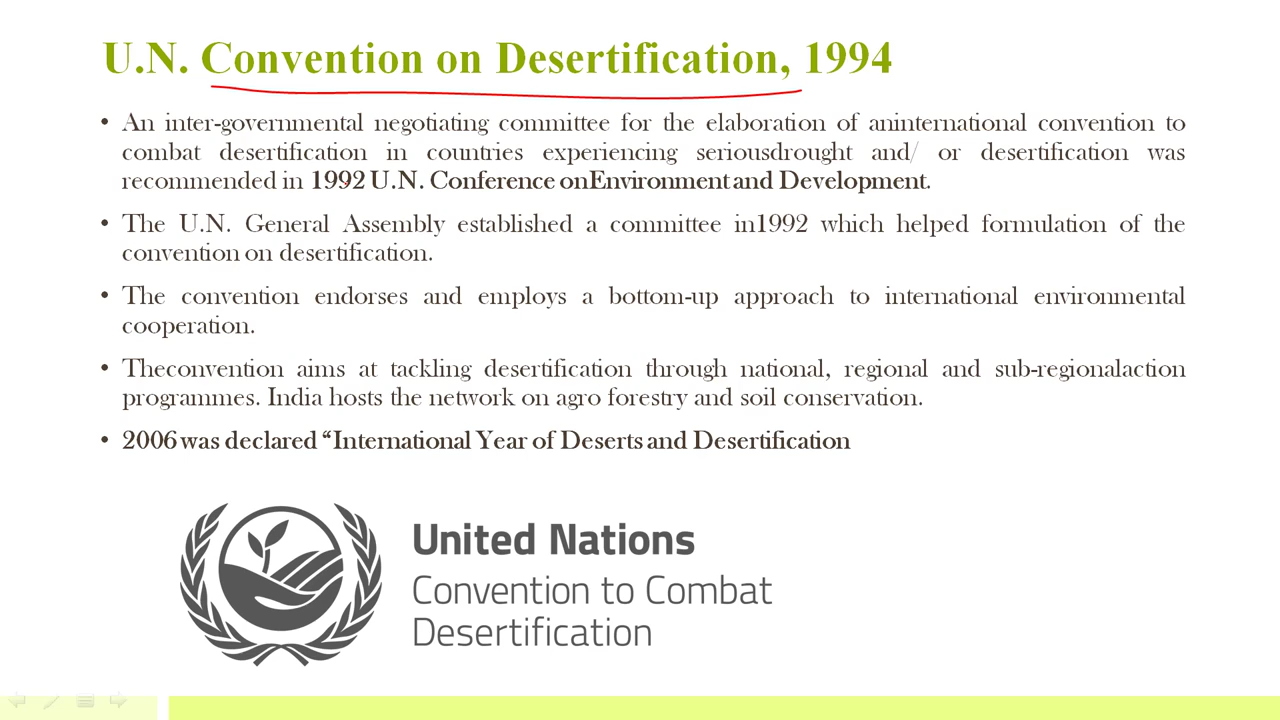 U.N. Convention on Desertification, 1994
• An inter-governmental negotiating committee for the elaboration of aninternational convention to
combat desertification in countries experiencing seriousdrought and/ or desertification was
recommended in 1992 U.N. Conference onEnvironment and Development.
• The U.N. General Assembly established a committee in1992 which helped formulation of the
convention on desertification.
• The convention endorses and employs a bottom-up approach to international environmental
cooperation.
• Theconvention aims at tackling desertification through national, regional and sub-regionalaction
programmes. India hosts the network on agro forestry and soil conservation.
• 2006 was declared “International Year of Deserts and Desertification
United Nations
Convention to Combat
Desertification